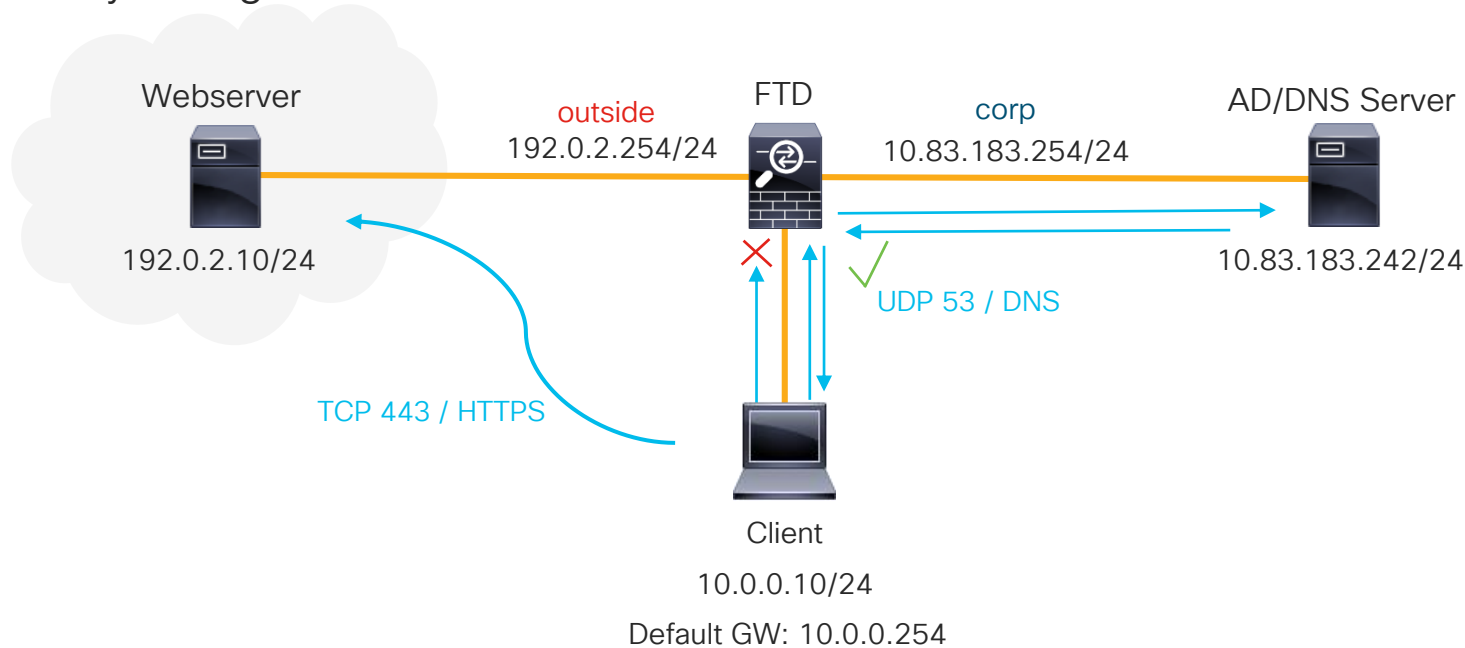 Webserver
outside
192.0.2.254/24
FTD
corp
10.83.183.254/24
AD/DNS Server
192.0.2.10/24
10.83.183.242/24
UDP 53 / DNS
TCP 443 / HTTPS
Client
10.0.0.10/24
Default GW: 10.0.0.254